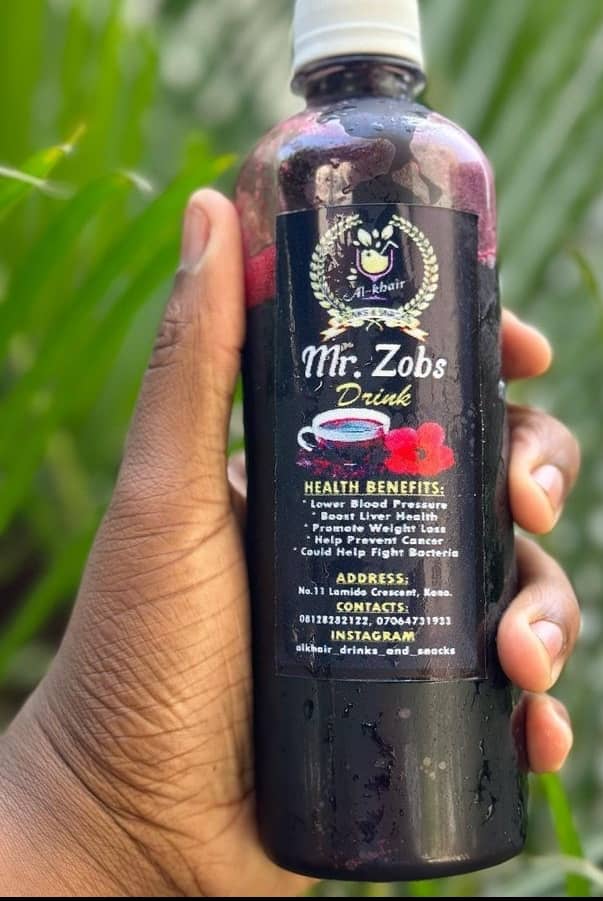 Al-khair
Mr. Zobs
Drink
HEALTH BENEFITS:
* Lower Blood Pressure
* Boost Liver Health
* Promote Weight Loss
* Help Prevent Cancer
* Could Help Fight Bacteria
ADDRESS:
No.11 Lamido Crescent, Kano.
CONTACTS:
08128282122, 07064731933
INSTAGRAM
alkhair_drinks_and_snacks